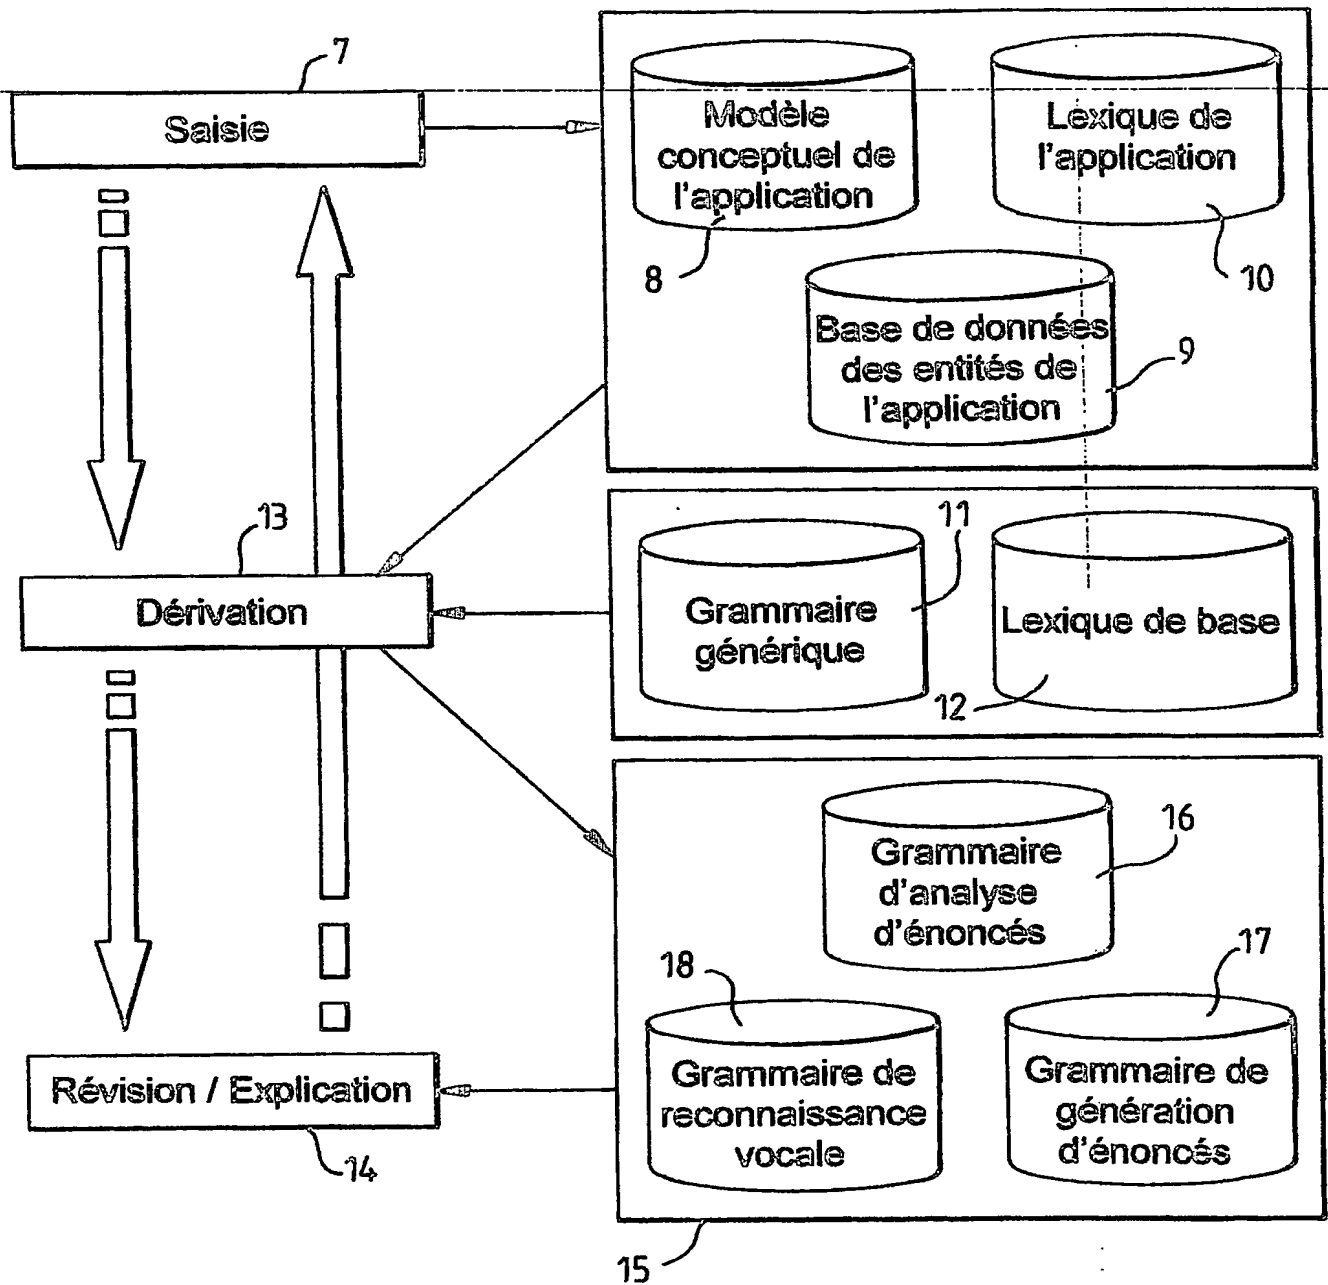 7
Saisie
Modèle
conceptuel de
l'application
8
Lexique de
l'application
10
Base de données
des entités de
l'application
9
13
Dérivation
11
Grammaire
générique
Lexique de base
12
16
Grammaire
d'analyse
d'énoncés
18
Grammaire de
reconnaissance
vocale
17
Grammaire de
génération
d'énoncés
Révision / Explication
14
15